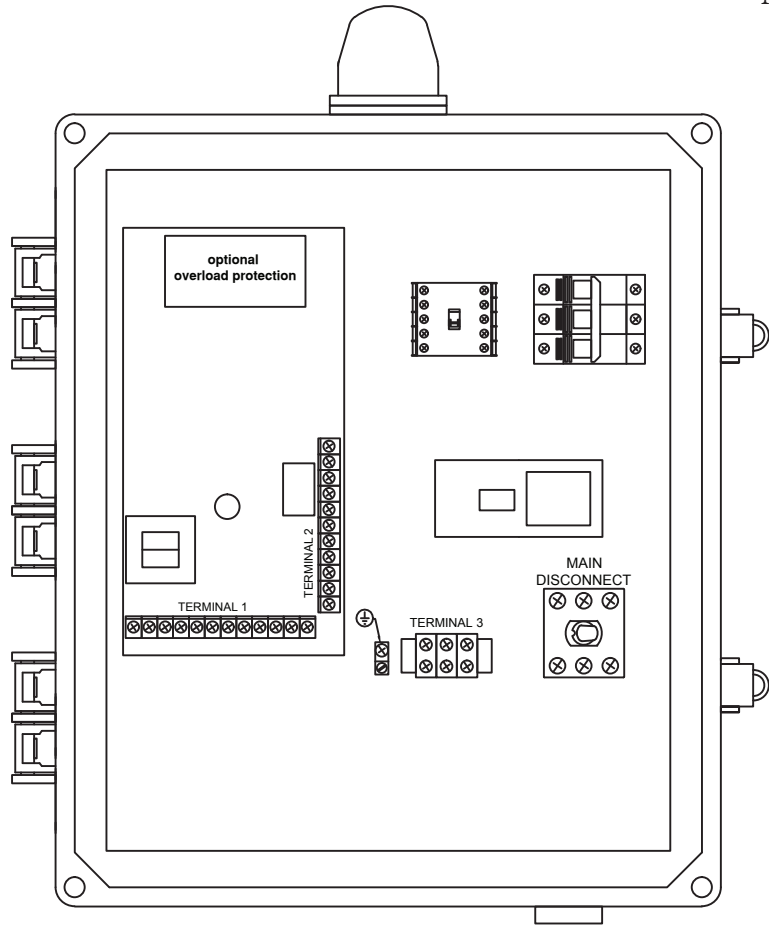 optional
overload protection
TERMINAL 2
TERMINAL 1
TERMINAL 3
MAIN
DISCONNECT